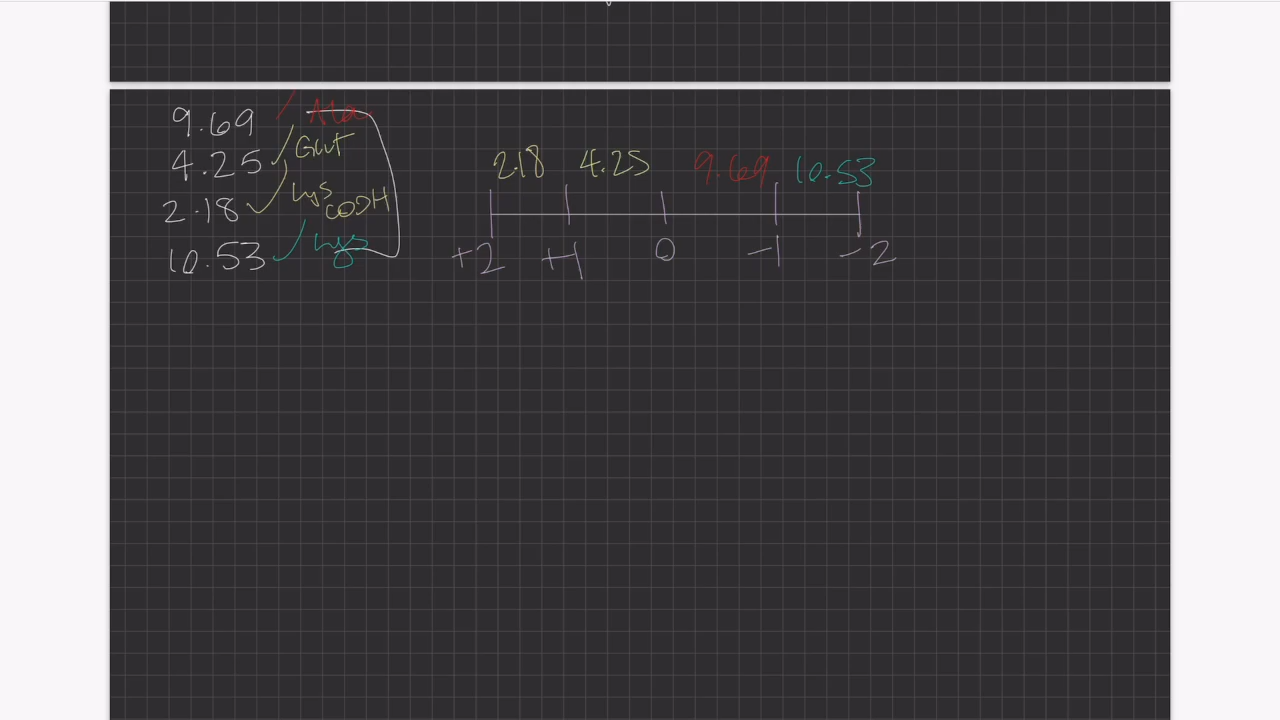 9.69 Ala
4.25 Glut
2.18 Lys COOH
10.53 Lys
2.18 4.25 9.69 10.53
+2 +1 0 -1 -2